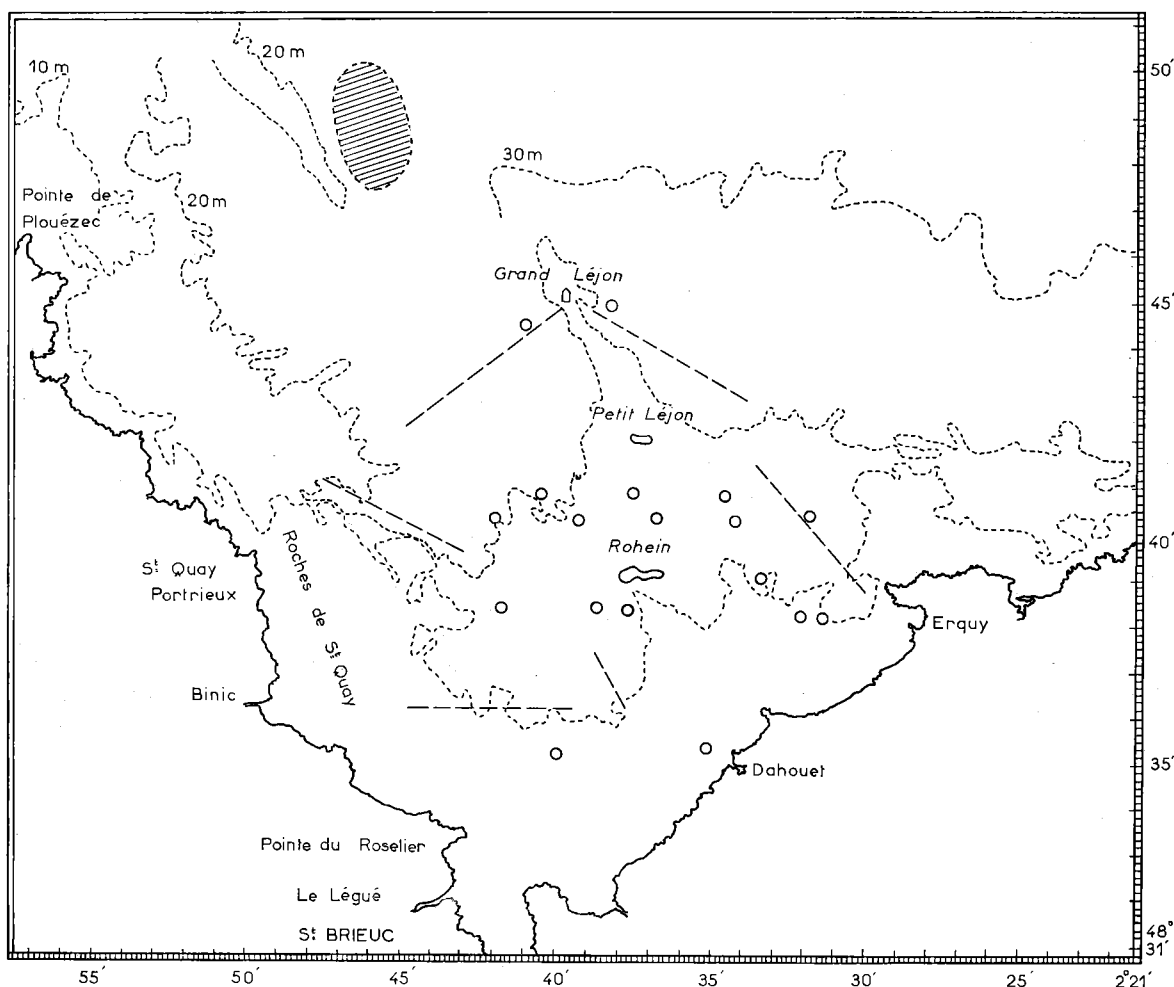 20 m
50'
10 m
30 m
Pointe de
Plouézec
20 m
Grand Léjon
45'
Petit Léjon
40'
Rohein
St Quay
Portrieux
Roches de St Quay
Erquy
Binic
35'
Dahouet
Pointe du Roselier
Le Légué
St BRIEUC
48°
31'
55'
45'
40'
35'
30'
25'
2°21'